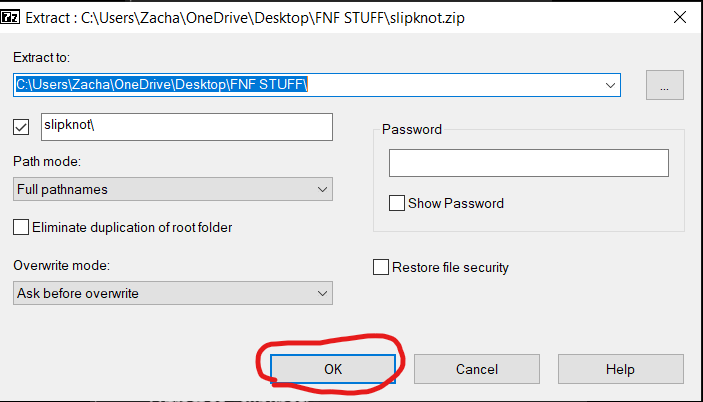 7z Extract : C:\Users\Zacha\OneDrive\Desktop\FNF STUFF\slipknot.zip
Extract to:
C:\Users\Zacha\OneDrive\Desktop\FNF STUFF\
...
slipknot\
Password
Path mode:
Full pathnames
Show Password
Eliminate duplication of root folder
Overwrite mode:
Restore file security
Ask before overwrite
OK
Cancel
Help